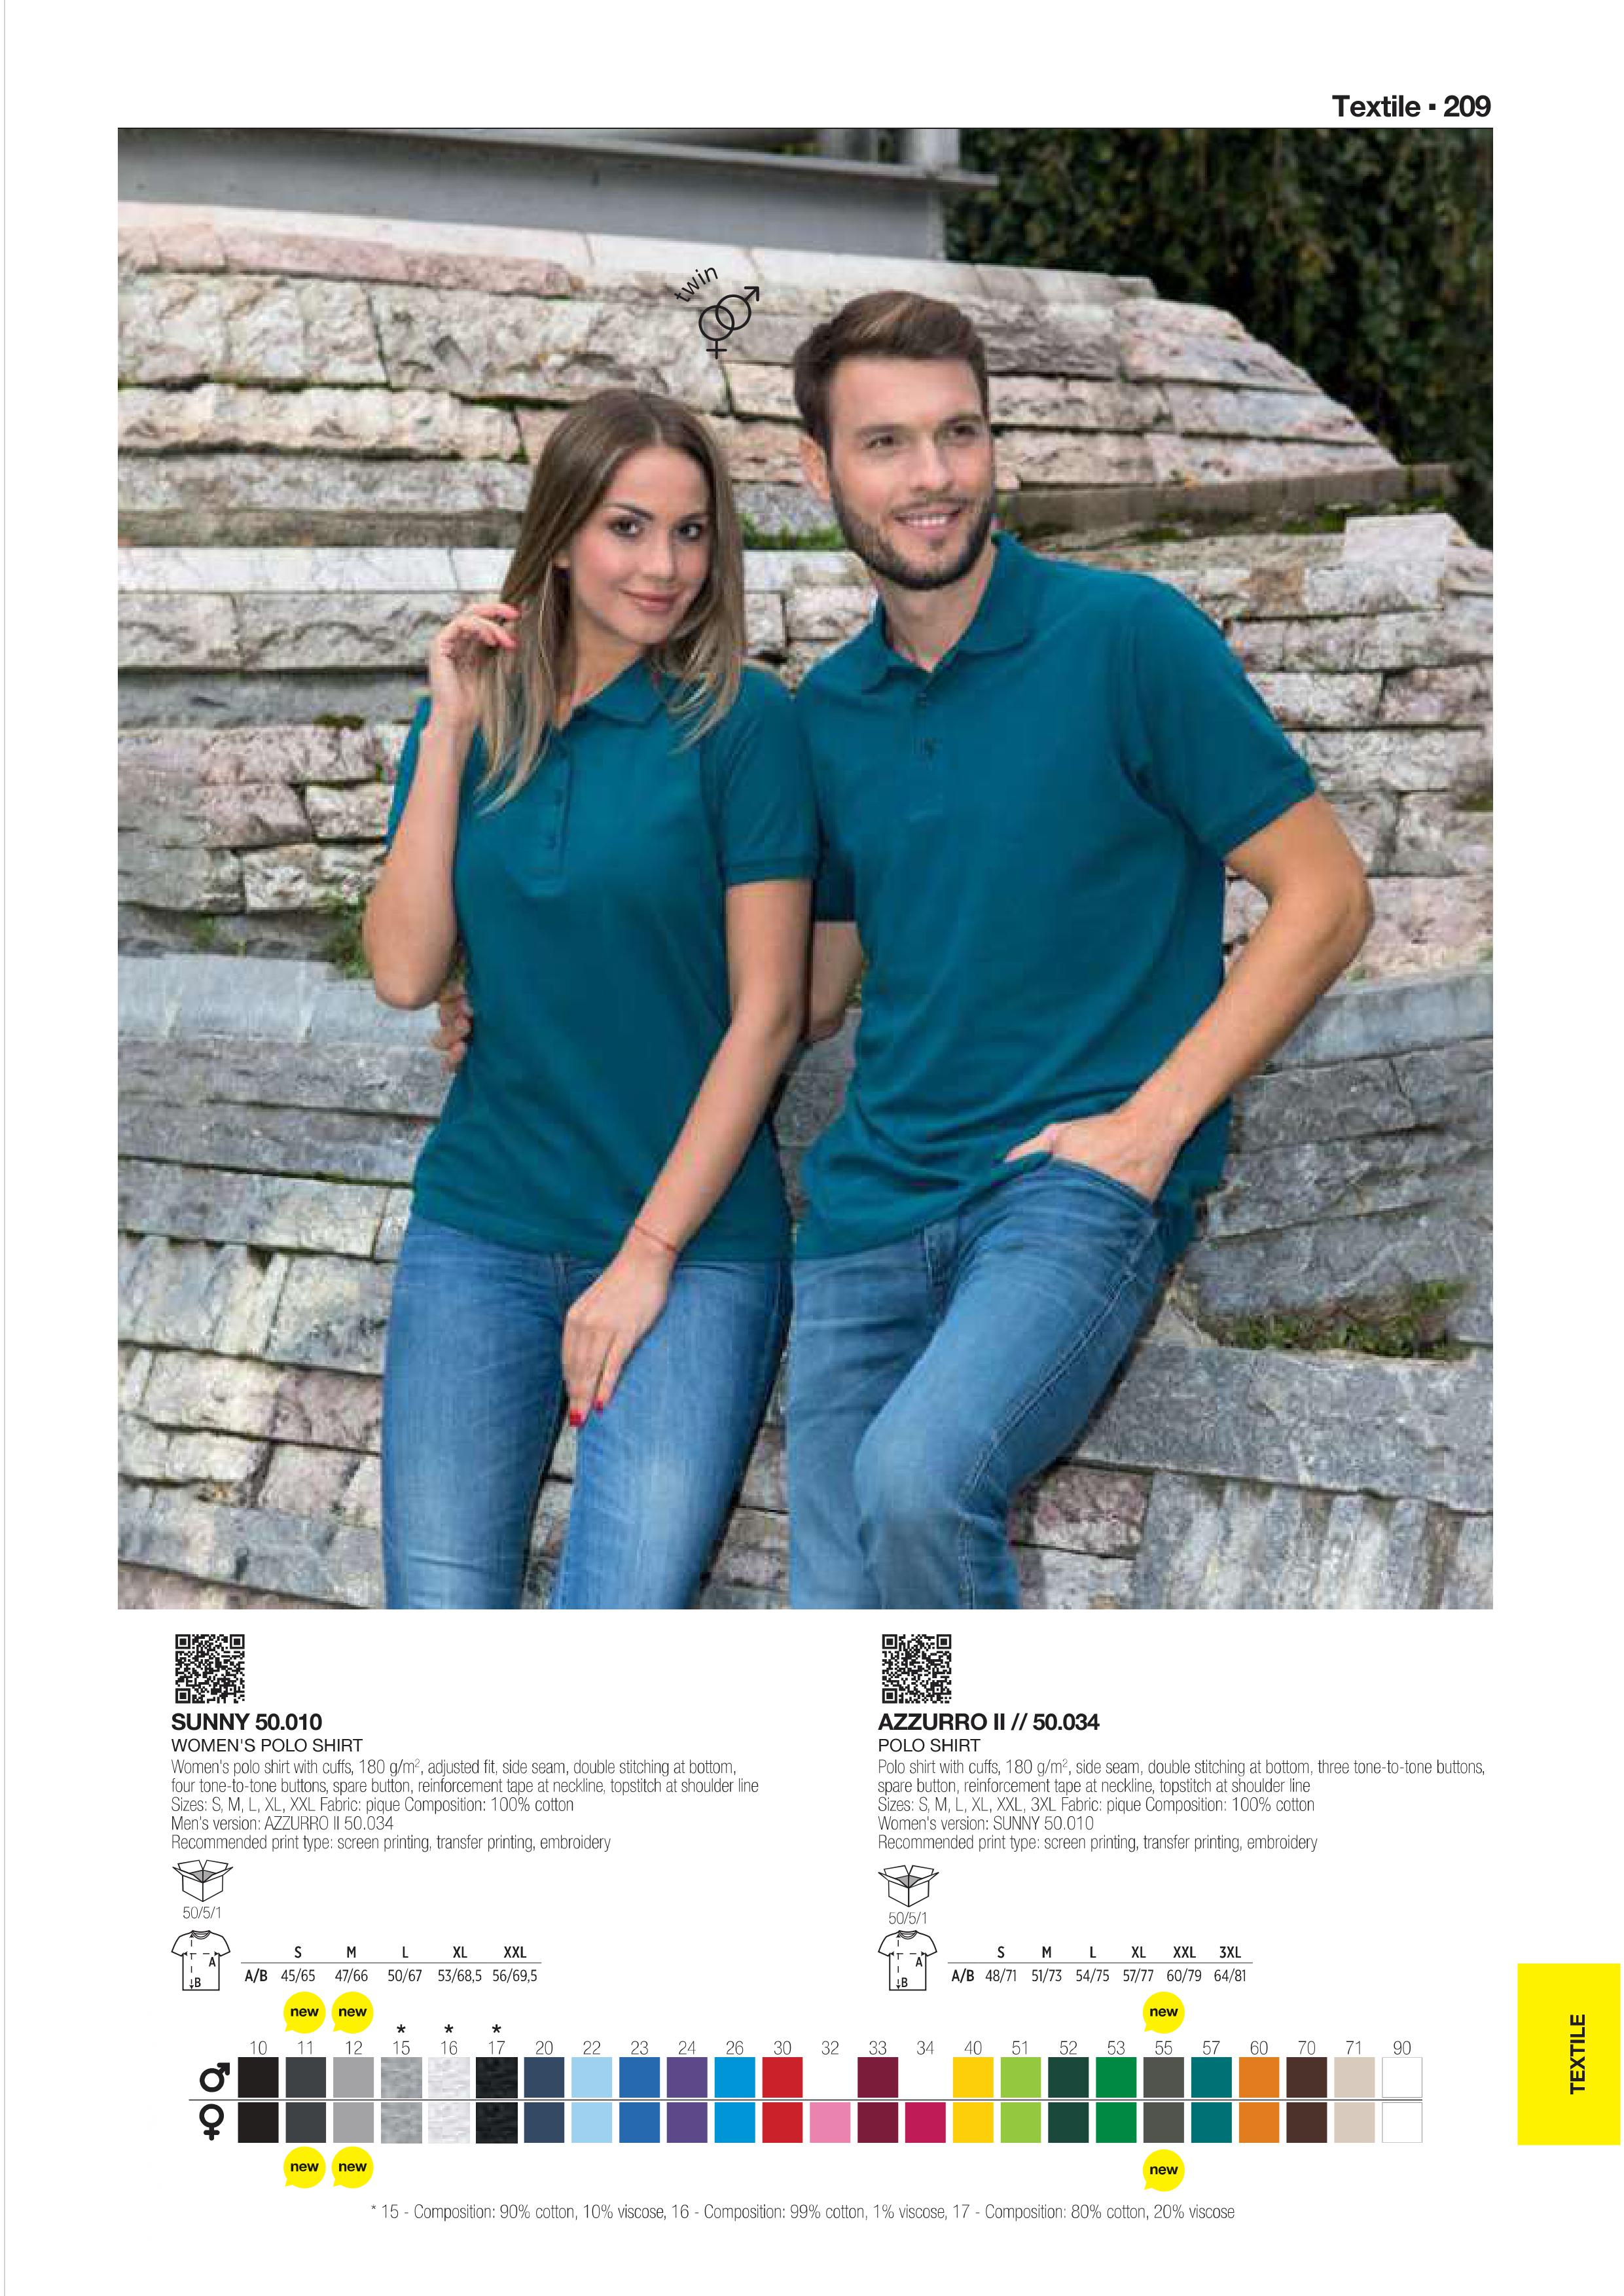 Textile ▪ 209
twin
SUNNY 50.010
WOMEN'S POLO SHIRT
Women's polo shirt with cuffs, 180 g/m², adjusted fit, side seam, double stitching at bottom,
four tone-to-tone buttons, spare button, reinforcement tape at neckline, topstitch at shoulder line
Sizes: S, M, L, XL, XXL Fabric: pique Composition: 100% cotton
Men's version: AZZURRO II 50.034
Recommended print type: screen printing, transfer printing, embroidery
50/5/1
A
B
S M L XL XXL
A/B 45/65 47/66 50/67 53/68,5 56/69,5
AZZURRO II // 50.034
POLO SHIRT
Polo shirt with cuffs, 180 g/m², side seam, double stitching at bottom, three tone-to-tone buttons,
spare button, reinforcement tape at neckline, topstitch at shoulder line
Sizes: S, M, L, XL, XXL, 3XL Fabric: pique Composition: 100% cotton
Women's version: SUNNY 50.010
Recommended print type: screen printing, transfer printing, embroidery
50/5/1
A
B
S M L XL XXL 3XL
A/B 48/71 51/73 54/75 57/77 60/79 64/81
TEXTILE
new new new
* * *
10 11 12 15 16 17 20 22 23 24 26 30 32 33 34 40 51 52 53 55 57 60 70 71 90
new new new
* 15 - Composition: 90% cotton, 10% viscose, 16 - Composition: 99% cotton, 1% viscose, 17 - Composition: 80% cotton, 20% viscose